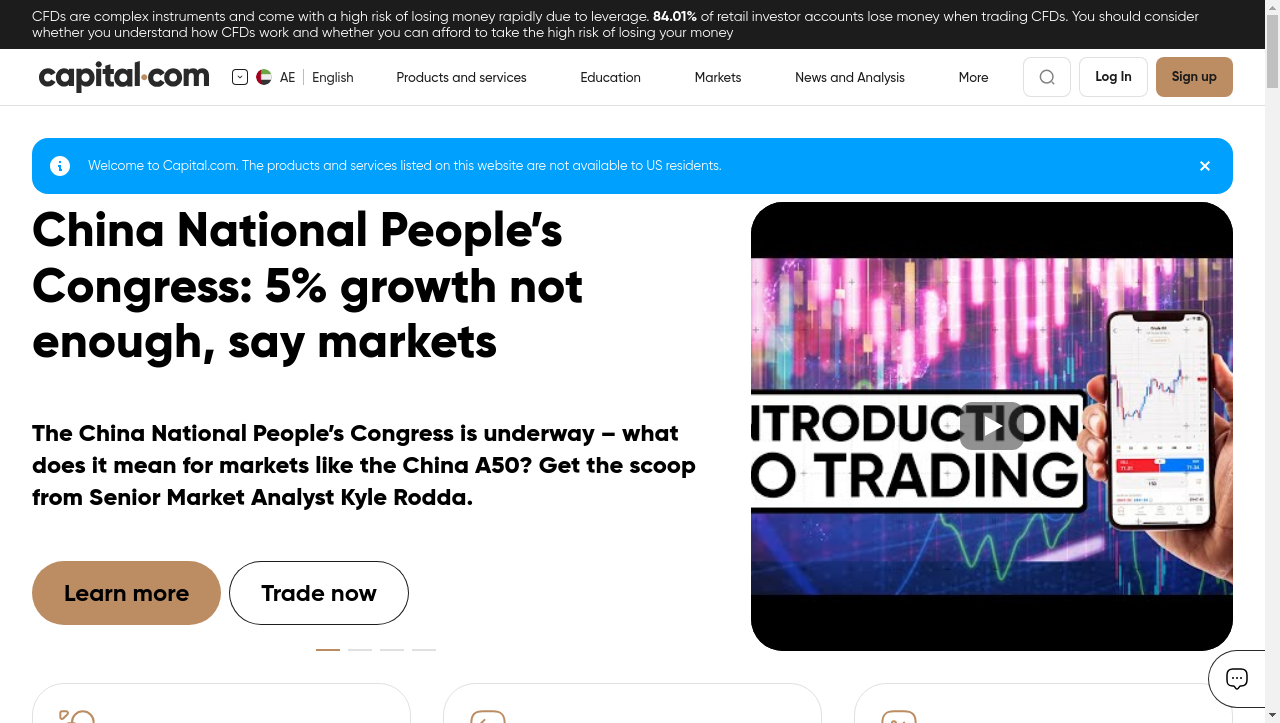 CFDs are complex instruments and come with a high risk of losing money rapidly due to leverage. 84.01% of retail investor accounts lose money when trading CFDs. You should consider
whether you understand how CFDs work and whether you can afford to take the high risk of losing your money
capital.com
AE
English
Products and services
Education
Markets
News and Analysis
More
Log In
Sign up
Welcome to Capital.com. The products and services listed on this website are not available to US residents.
China National People's
Congress: 5% growth not
enough, say markets
The China National People's Congress is underway – what
does it mean for markets like the China A50? Get the scoop
from Senior Market Analyst Kyle Rodda.
Learn more
Trade now
NTRODUCTION
O TRADING